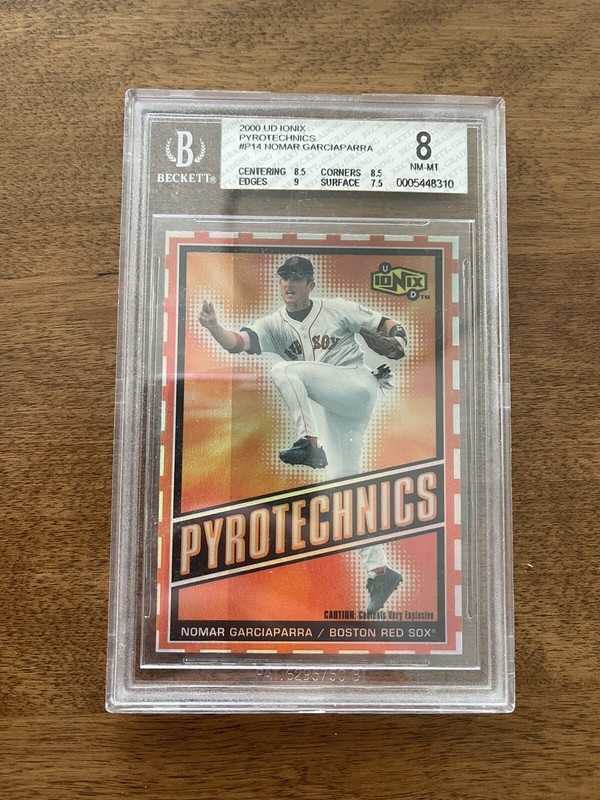 2000 UD IONIX
PYROTECHNICS
#P14 NOMAR GARCIAPARRA
CENTERING 8.5 CORNERS 8.5
EDGES 9 SURFACE 7.5
8
NM-MT
0005448310
B
BECKETT®
U
IONIX
D TM
RED SOX
PYROTECHNICS
CAUTION: Contents Very Explosive
NOMAR GARCIAPARRA / BOSTON RED SOX®